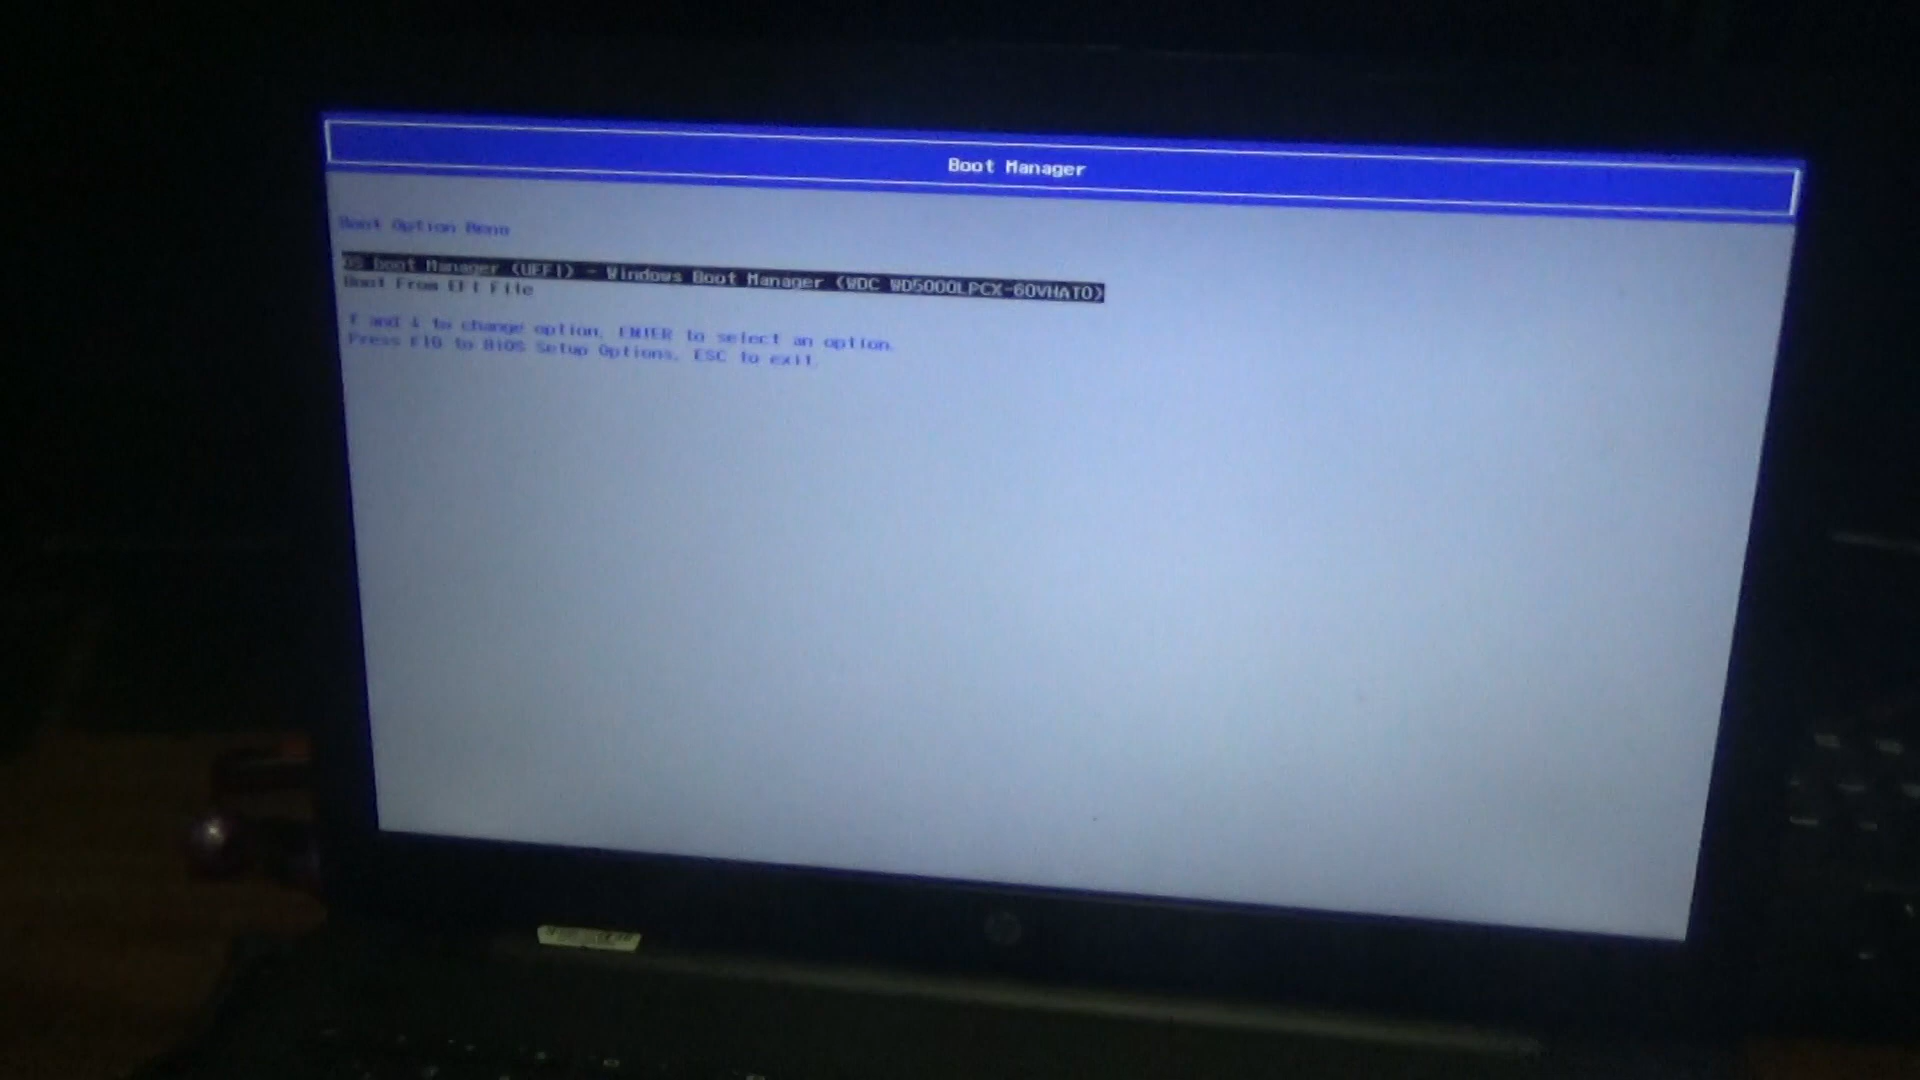 Boot Manager
Boot Option Menu
OS boot Manager (UEFI) - Windows Boot Manager (WDC WD5000LPCX-60VHAT0)
Boot From EFI File
↑ and ↓ to change option, ENTER to select an option.
Press F10 to BIOS Setup Options, ESC to exit